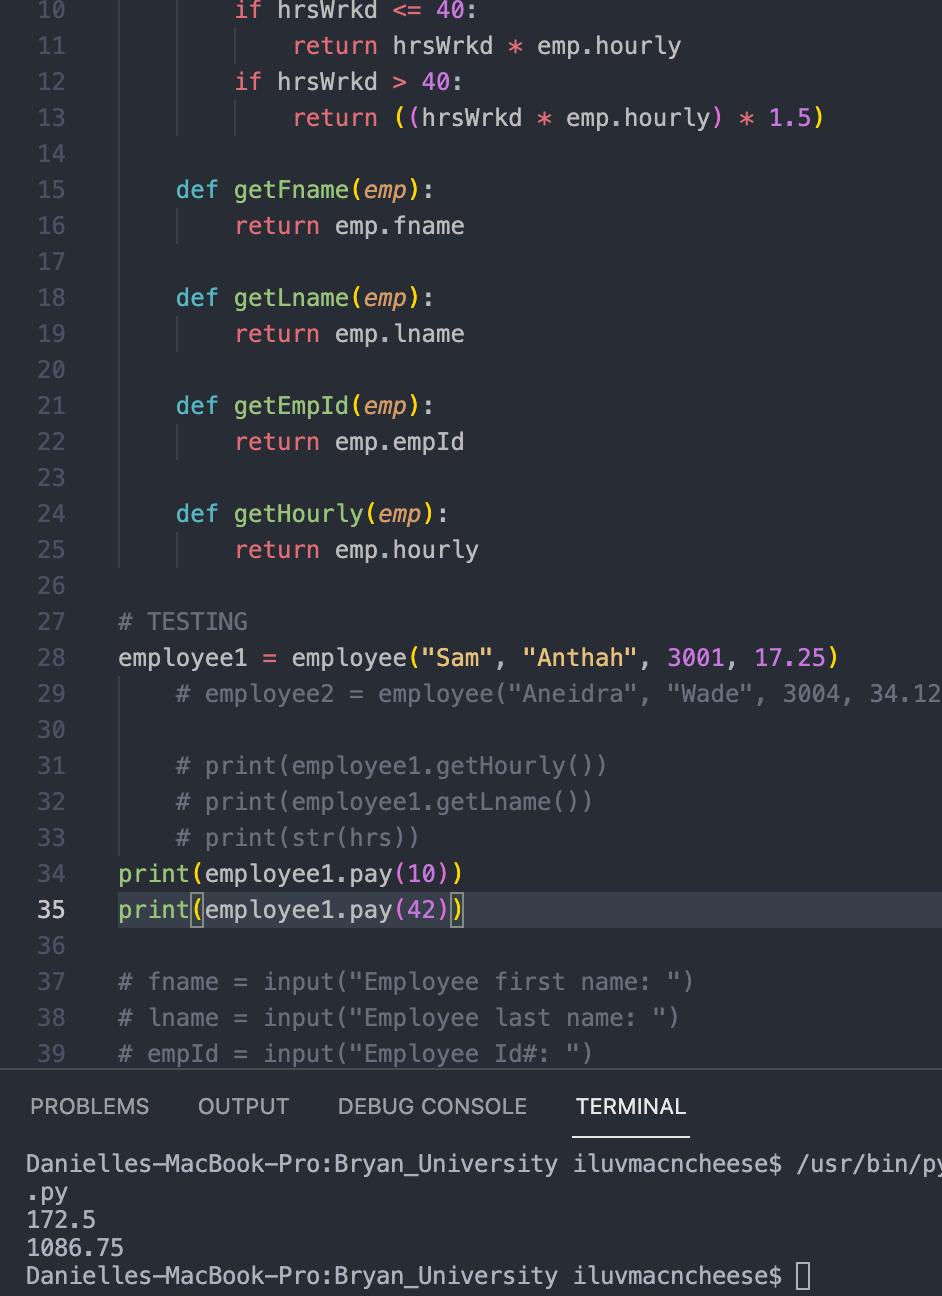 10 if hrsWrkd <= 40:
11 return hrsWrkd * emp.hourly
12 if hrsWrkd > 40:
13 return ((hrsWrkd * emp.hourly) * 1.5)
14
15 def getFname(emp):
16 return emp.fname
17
18 def getLname(emp):
19 return emp.lname
20
21 def getEmpId(emp):
22 return emp.empId
23
24 def getHourly(emp):
25 return emp.hourly
26
27 # TESTING
28 employee1 = employee("Sam", "Anthah", 3001, 17.25)
29 # employee2 = employee("Aneidra", "Wade", 3004, 34.12
30
31 # print(employee1.getHourly())
32 # print(employee1.getLname())
33 # print(str(hrs))
34 print(employee1.pay(10))
35 print(employee1.pay(42))
36
37 # fname = input("Employee first name: ")
38 # lname = input("Employee last name: ")
39 # empId = input("Employee Id#: ")
PROBLEMS OUTPUT DEBUG CONSOLE TERMINAL
Danielles-MacBook-Pro:Bryan_University iluvmacncheese$ /usr/bin/py
.py
172.5
1086.75
Danielles-MacBook-Pro:Bryan_University iluvmacncheese$